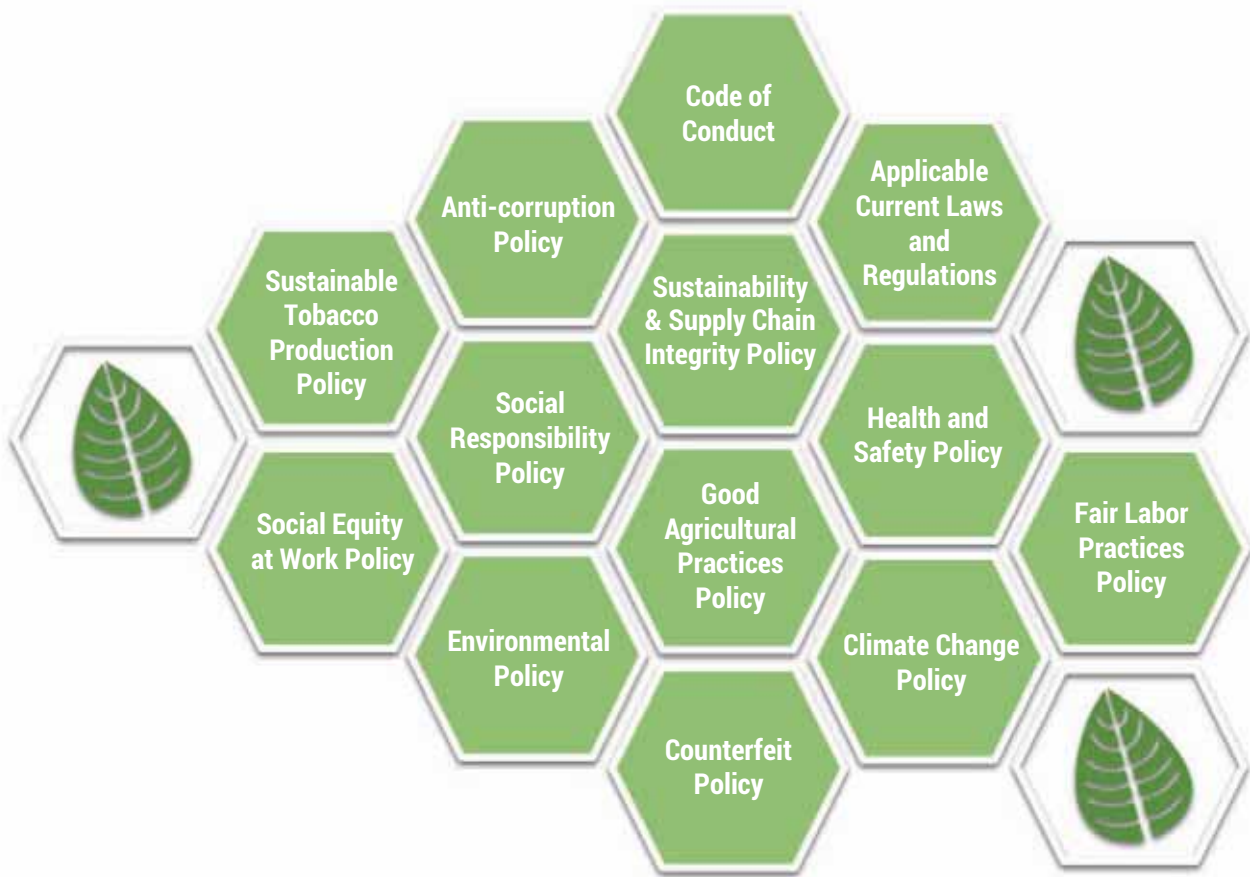 Code of
Conduct
Anti-corruption
Policy
Applicable
Current Laws
and
Regulations
Sustainable
Tobacco
Production
Policy
Sustainability
& Supply Chain
Integrity Policy
Social
Responsibility
Policy
Health and
Safety Policy
Social Equity
at Work Policy
Good
Agricultural
Practices
Policy
Fair Labor
Practices
Policy
Environmental
Policy
Climate Change
Policy
Counterfeit
Policy